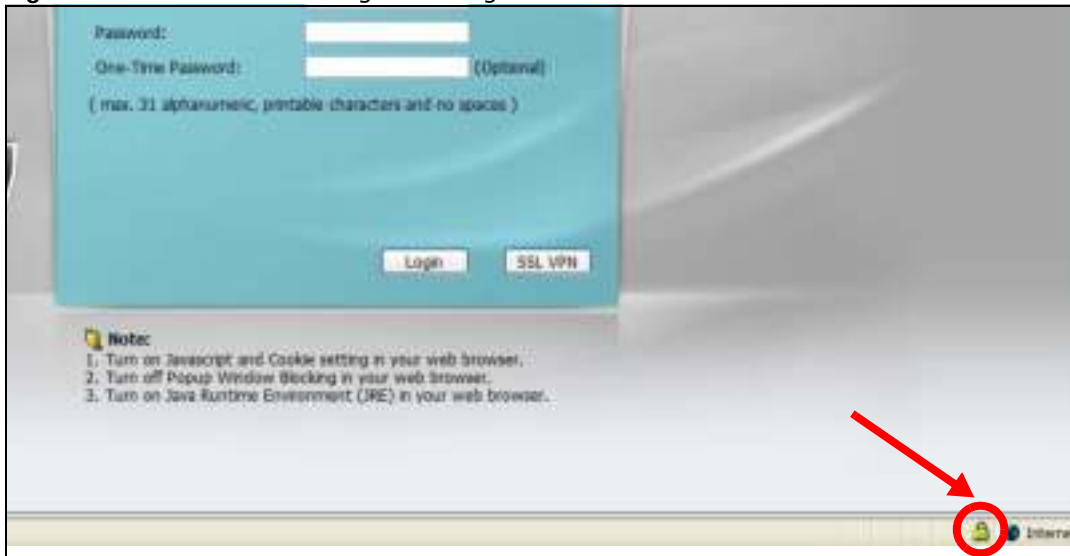 Password:
One-Time Password: (Optional)
( max. 31 alphanumeric, printable characters and no spaces )
Login SSL VPN
Note:
1. Turn on Javascript and Cookie setting in your web browser.
2. Turn off Popup Window Blocking in your web browser.
3. Turn on Java Runtime Environment (JRE) in your web browser.